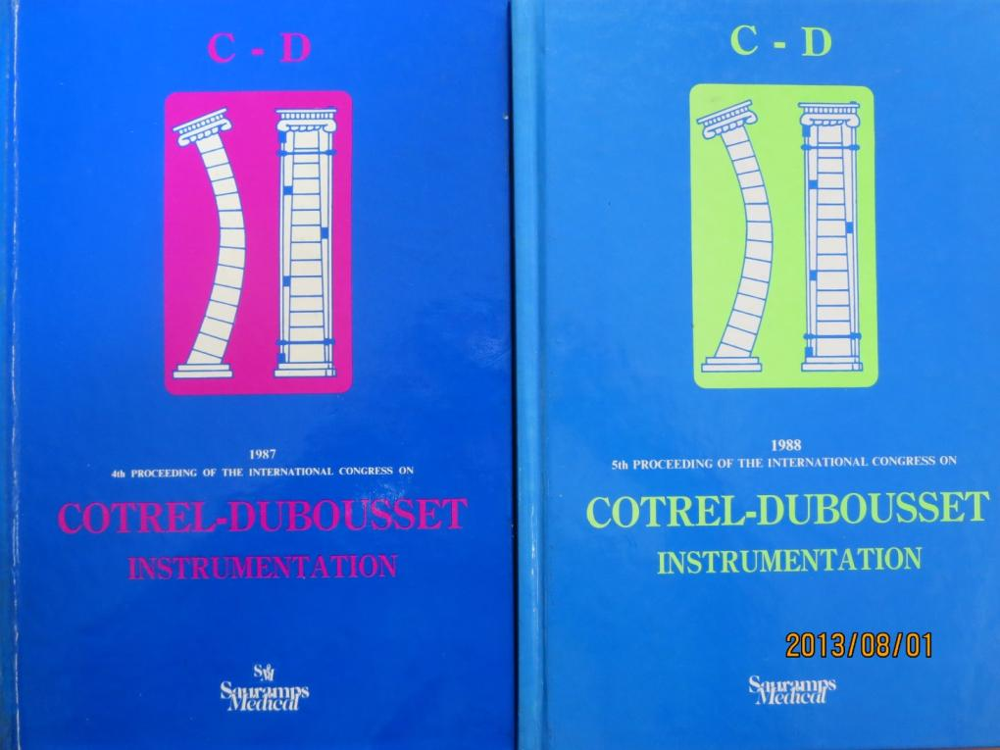 C - D
1987
4th PROCEEDING OF THE INTERNATIONAL CONGRESS ON
COTREL-DUBOUSSET
INSTRUMENTATION
S&M
Sauramps
Medical
C - D
1988
5th PROCEEDING OF THE INTERNATIONAL CONGRESS ON
COTREL-DUBOUSSET
INSTRUMENTATION
2013/08/01
Sauramps
Medical